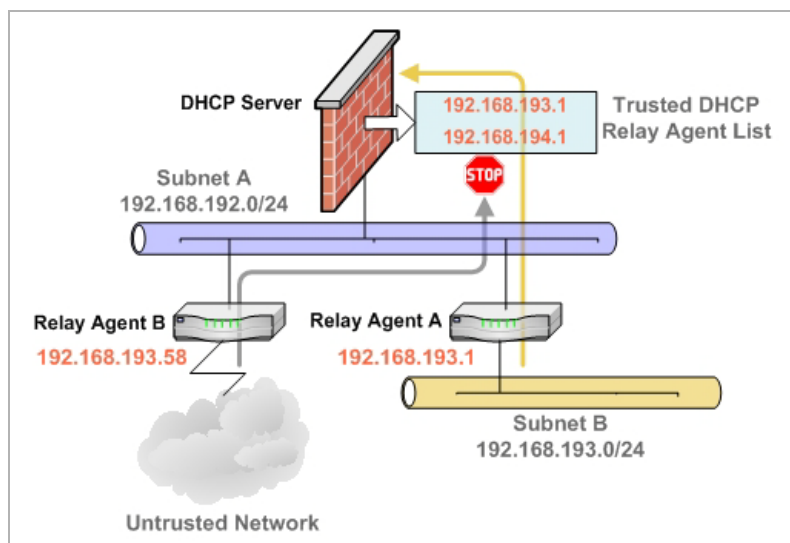 DHCP Server
192.168.193.1
192.168.194.1
Trusted DHCP
Relay Agent List
STOP
Subnet A
192.168.192.0/24
Relay Agent B
192.168.193.58
Relay Agent A
192.168.193.1
Subnet B
192.168.193.0/24
Untrusted Network